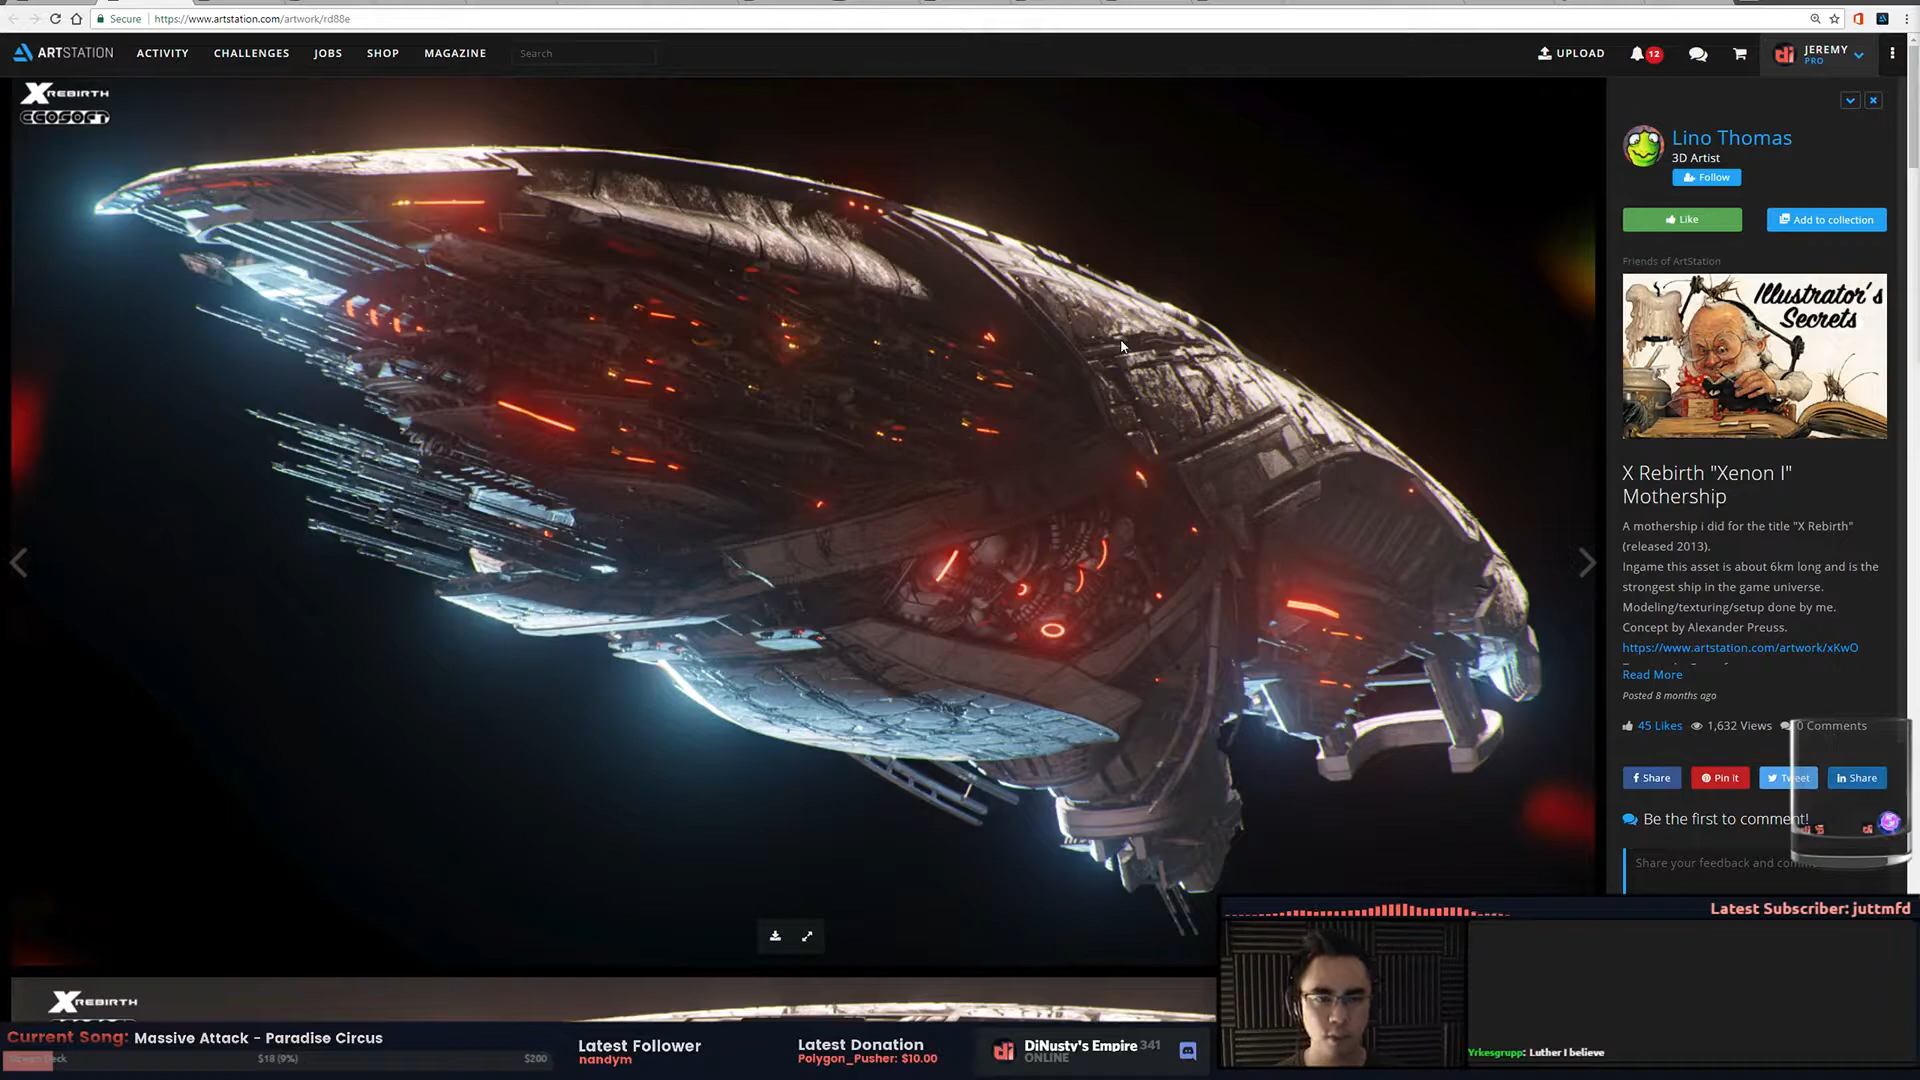 Secure
https://www.artstation.com/artwork/rd88e
ARTSTATION
ACTIVITY
CHALLENGES
JOBS
SHOP
MAGAZINE
Search
UPLOAD
12
JEREMY
PRO
X REBIRTH
EGOSOFT
Lino Thomas
3D Artist
Follow
Like
Add to collection
Friends of ArtStation
Illustrator's
Secrets
X Rebirth "Xenon I"
Mothership
A mothership i did for the title "X Rebirth"
(released 2013).
Ingame this asset is about 6km long and is the
strongest ship in the game universe.
Modeling/texturing/setup done by me.
Concept by Alexander Preuss.
https://www.artstation.com/artwork/xKwO
Read More
Posted 8 months ago
45 Likes
1,632 Views
0 Comments
Share
Pin it
Tweet
Share
Be the first to comment!
Share your feedback and
Latest Subscriber: juttmfd
X REBIRTH
Current Song: Massive Attack - Paradise Circus
$18 (9%)
$200
Latest Follower
nandym
Latest Donation
Polygon_Pusher: $10.00
DiNusty's Empire 341
ONLINE
Yrkesgrupp: Luther I believe